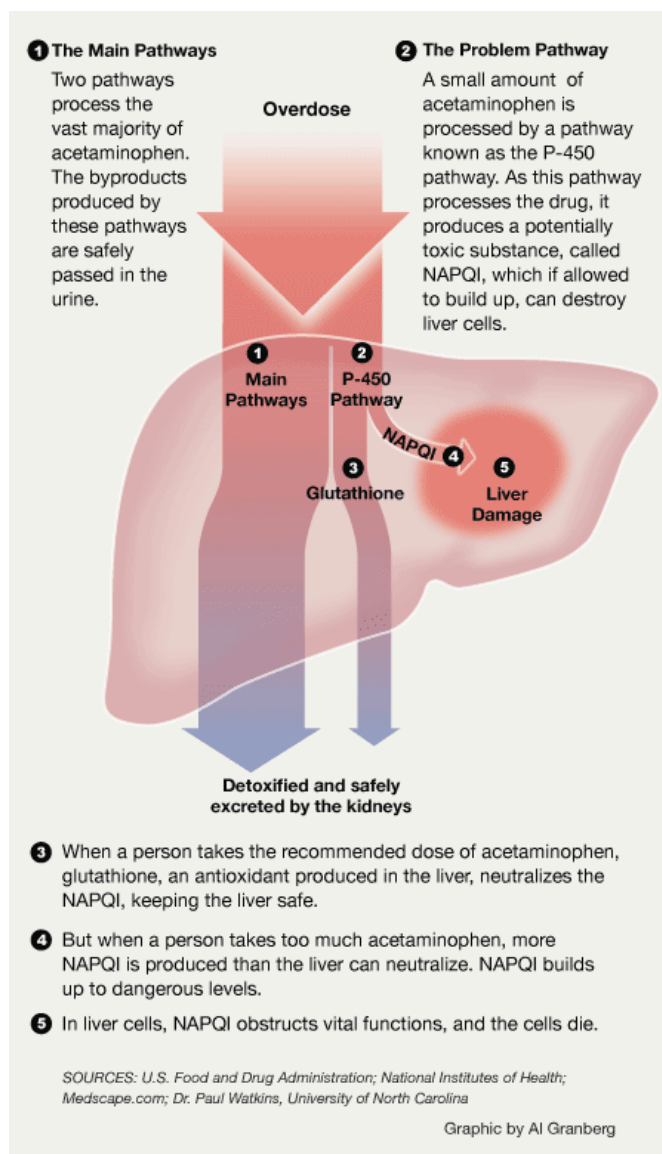 1 The Main Pathways
Two pathways
process the
vast majority of
acetaminophen.
The byproducts
produced by
these pathways
are safely
passed in the
urine.
Overdose
2 The Problem Pathway
A small amount of
acetaminophen is
processed by a pathway
known as the P-450
pathway. As this pathway
processes the drug, it
produces a potentially
toxic substance, called
NAPQI, which if allowed
to build up, can destroy
liver cells.
1
Main
Pathways
2
P-450
Pathway
NAPQI 4
3
Glutathione
5
Liver
Damage
Detoxified and safely
excreted by the kidneys
3 When a person takes the recommended dose of acetaminophen,
glutathione, an antioxidant produced in the liver, neutralizes the
NAPQI, keeping the liver safe.
4 But when a person takes too much acetaminophen, more
NAPQI is produced than the liver can neutralize. NAPQI builds
up to dangerous levels.
5 In liver cells, NAPQI obstructs vital functions, and the cells die.
SOURCES: U.S. Food and Drug Administration; National Institutes of Health;
Medscape.com; Dr. Paul Watkins, University of North Carolina
Graphic by Al Granberg